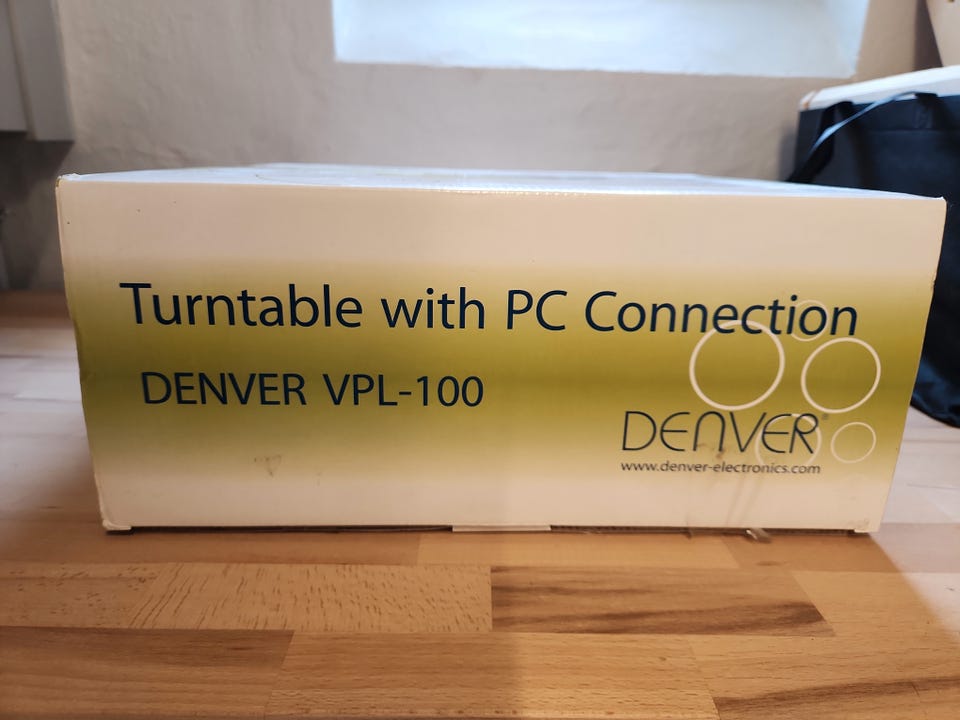 Turntable with PC Connection
DENVER VPL-100
DENVER®
www.denver-electronics.com